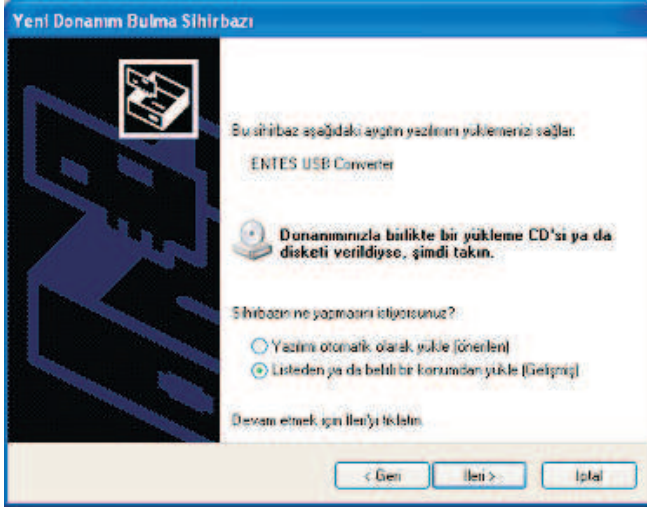 Yeni Donanım Bulma Sihirbazı
Bu sihirbaz aşağıdaki aygıtın yazılımını yüklemenizi sağlar:
ENTES USB Converter
Donanımınızla birlikte bir yükleme CD'si ya da
disketi verildiyse, şimdi takın.
Sihirbazın ne yapmasını istiyorsunuz?
Yazılımı otomatik olarak yükle (önerilen)
Listeden ya da belirli bir konumdan yükle (Gelişmiş)
Devam etmek için İleri'yi tıklatın.
< Geri
İleri >
İptal